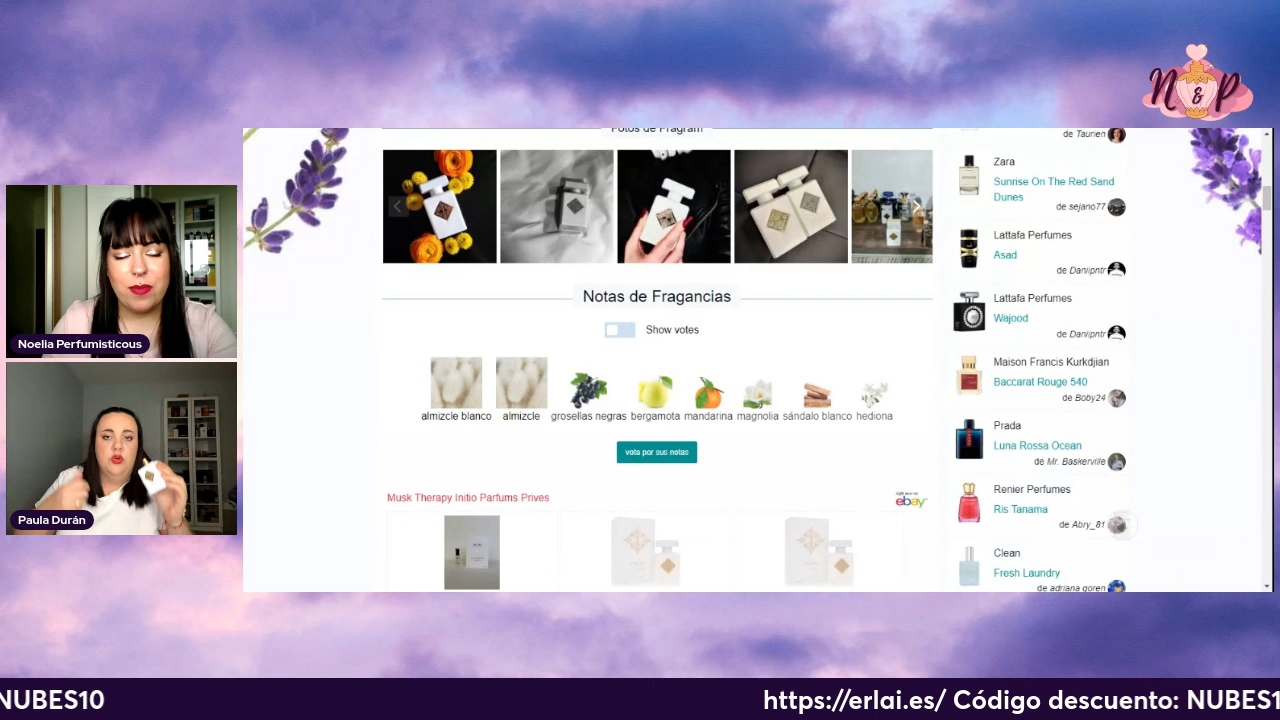 N & P
Fotos de Fragram
Notas de Fragancias
Show votes
almizcle blanco
almizcle
grosellas negras
bergamota
mandarina
magnolia
sándalo blanco
hediona
vota por sus notas
Musk Therapy Initio Parfums Prives
ebay
de Taurien
Zara
Sunrise On The Red Sand
Dunes
de sejano77
Lattafa Perfumes
Asad
de Daniipntr
Lattafa Perfumes
Wajood
de Daniipntr
Maison Francis Kurkdjian
Baccarat Rouge 540
de Boby24
Prada
Luna Rossa Ocean
de Mr. Baskerville
Renier Perfumes
Ris Tanama
de Abry_81
Clean
Fresh Laundry
de adriana goren
Noelia Perfumisticous
Paula Durán
NUBES10
https://erlai.es/ Código descuento: NUBES1